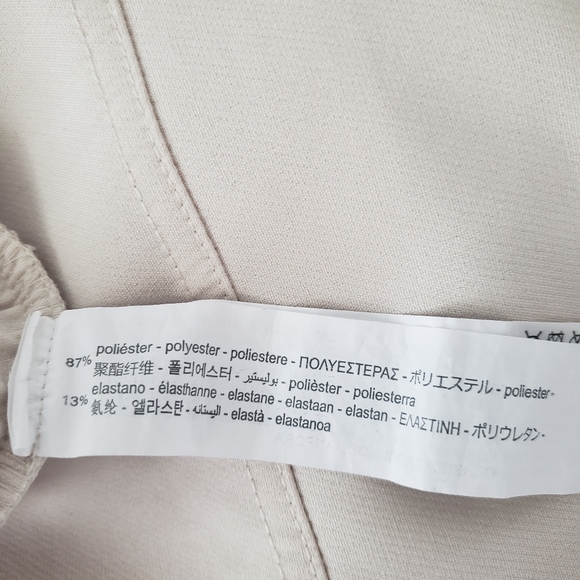 87% poliéster - polyester - poliestere - ΠΟΛΥΕΣΤΕΡΑΣ - ポリエステル - poliester-
聚酯纤维 - 폴리에스터 - بوليستير - polièster - poliesterra
13% elastano - élasthanne - elastane - elastaan - elastan - ΕΛΑΣΤΙΝΗ - ポリウレタン-
氨纶 - 엘라스탄 - الیستانه - elastà - elastanoa